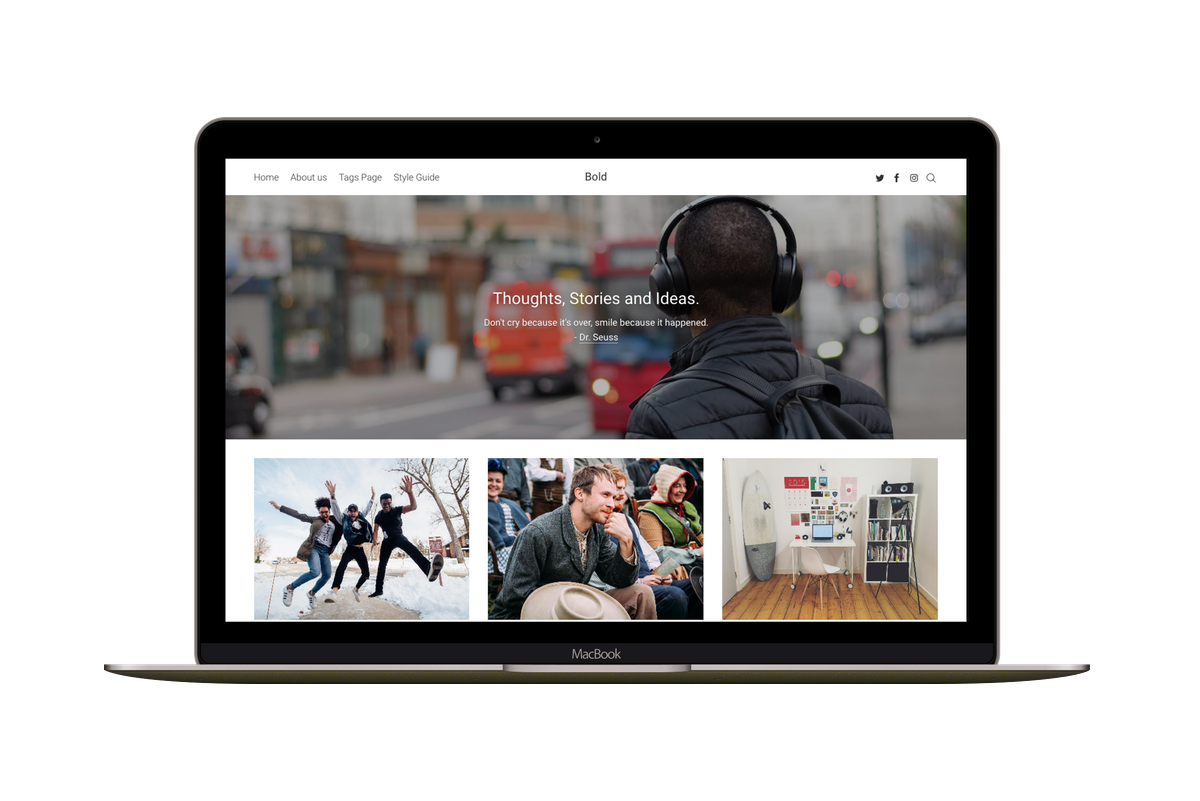 Home About us Tags Page Style Guide Bold
Thoughts, Stories and Ideas.
Don't cry because it's over, smile because it happened.
- Dr. Seuss
MacBook